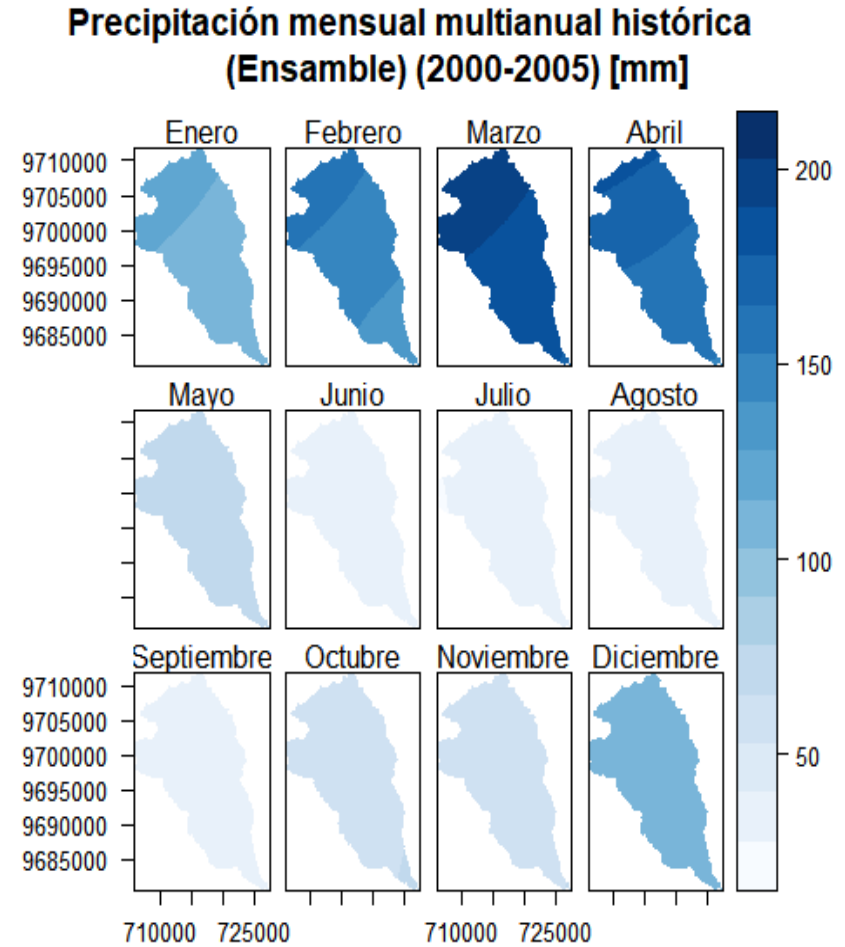 Precipitación mensual multianual histórica
(Ensamble) (2000-2005) [mm]
Enero Febrero Marzo Abril
9710000
9705000
9700000
9695000
9690000
9685000
200
150
Mayo Junio Julio Agosto
100
Septiembre Octubre Noviembre Diciembre
9710000
9705000
9700000
9695000
9690000
9685000
50
710000 725000 710000 725000